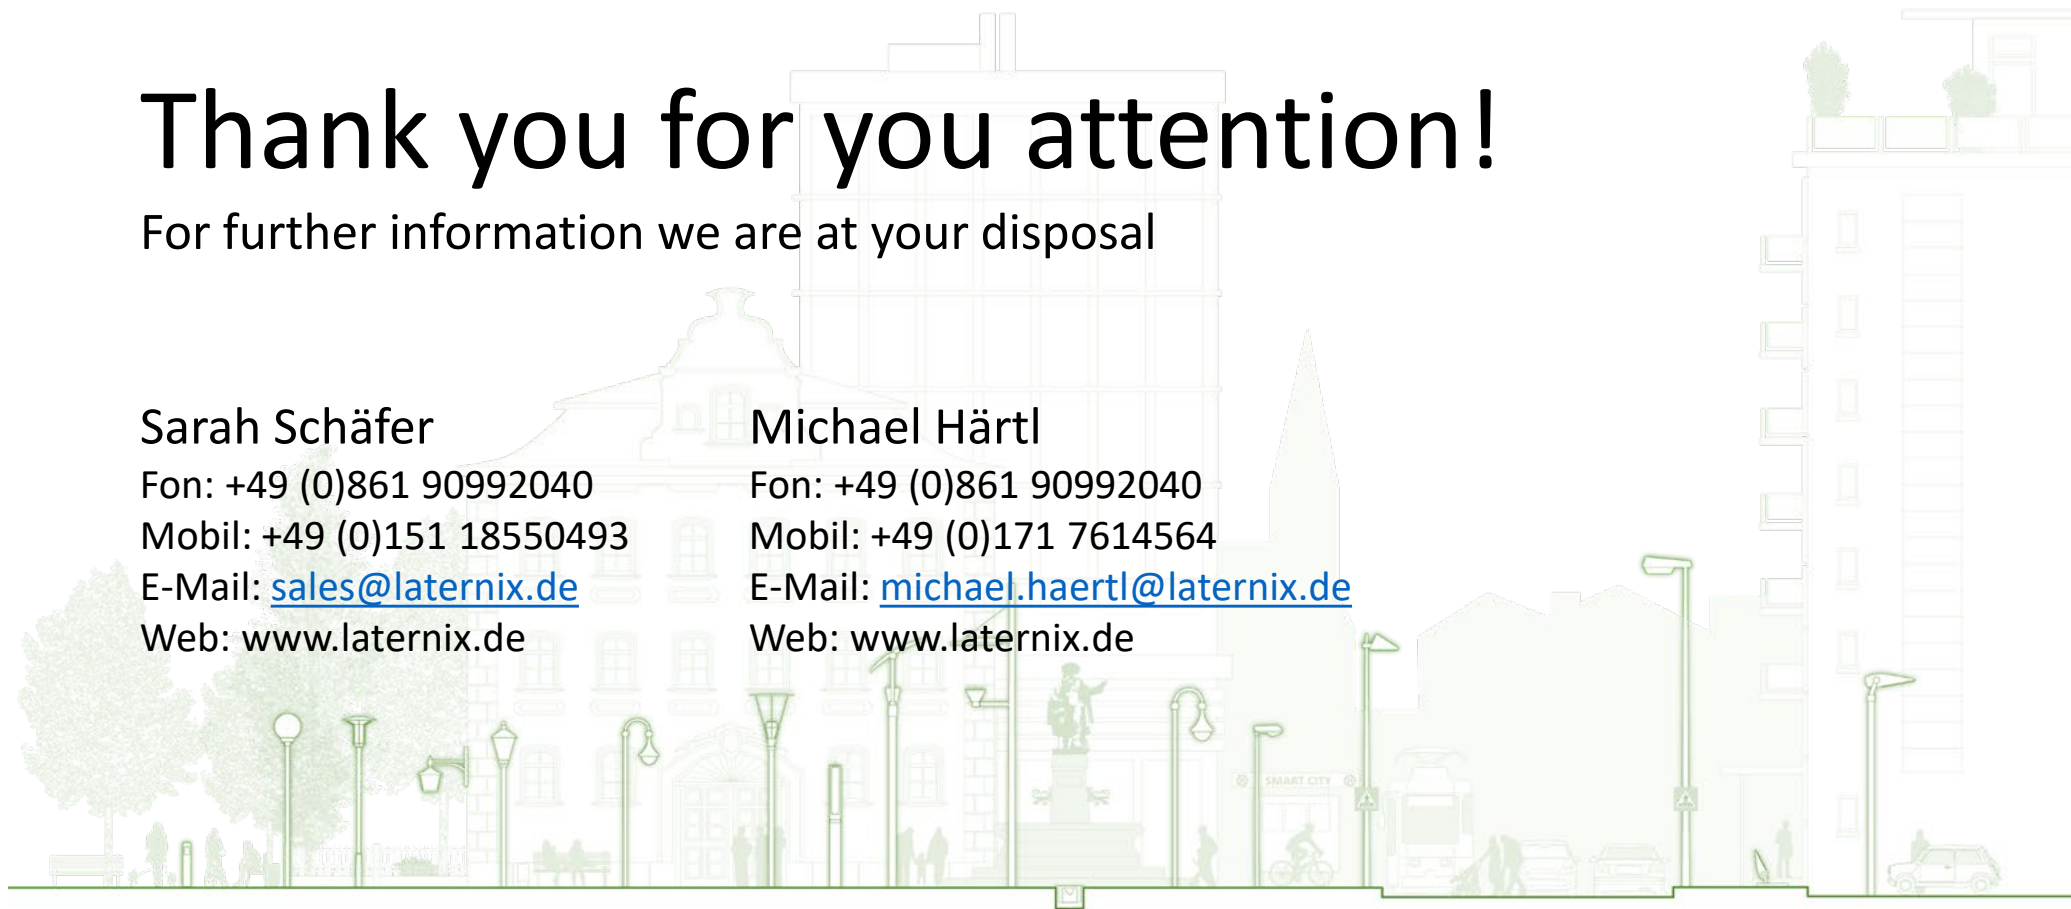 Thank you for you attention!
For further information we are at your disposal
Sarah Schäfer
Fon: +49 (0)861 90992040
Mobil: +49 (0)151 18550493
E-Mail: sales@laternix.de
Web: www.laternix.de
Michael Härtl
Fon: +49 (0)861 90992040
Mobil: +49 (0)171 7614564
E-Mail: michael.haertl@laternix.de
Web: www.laternix.de
SMART CITY